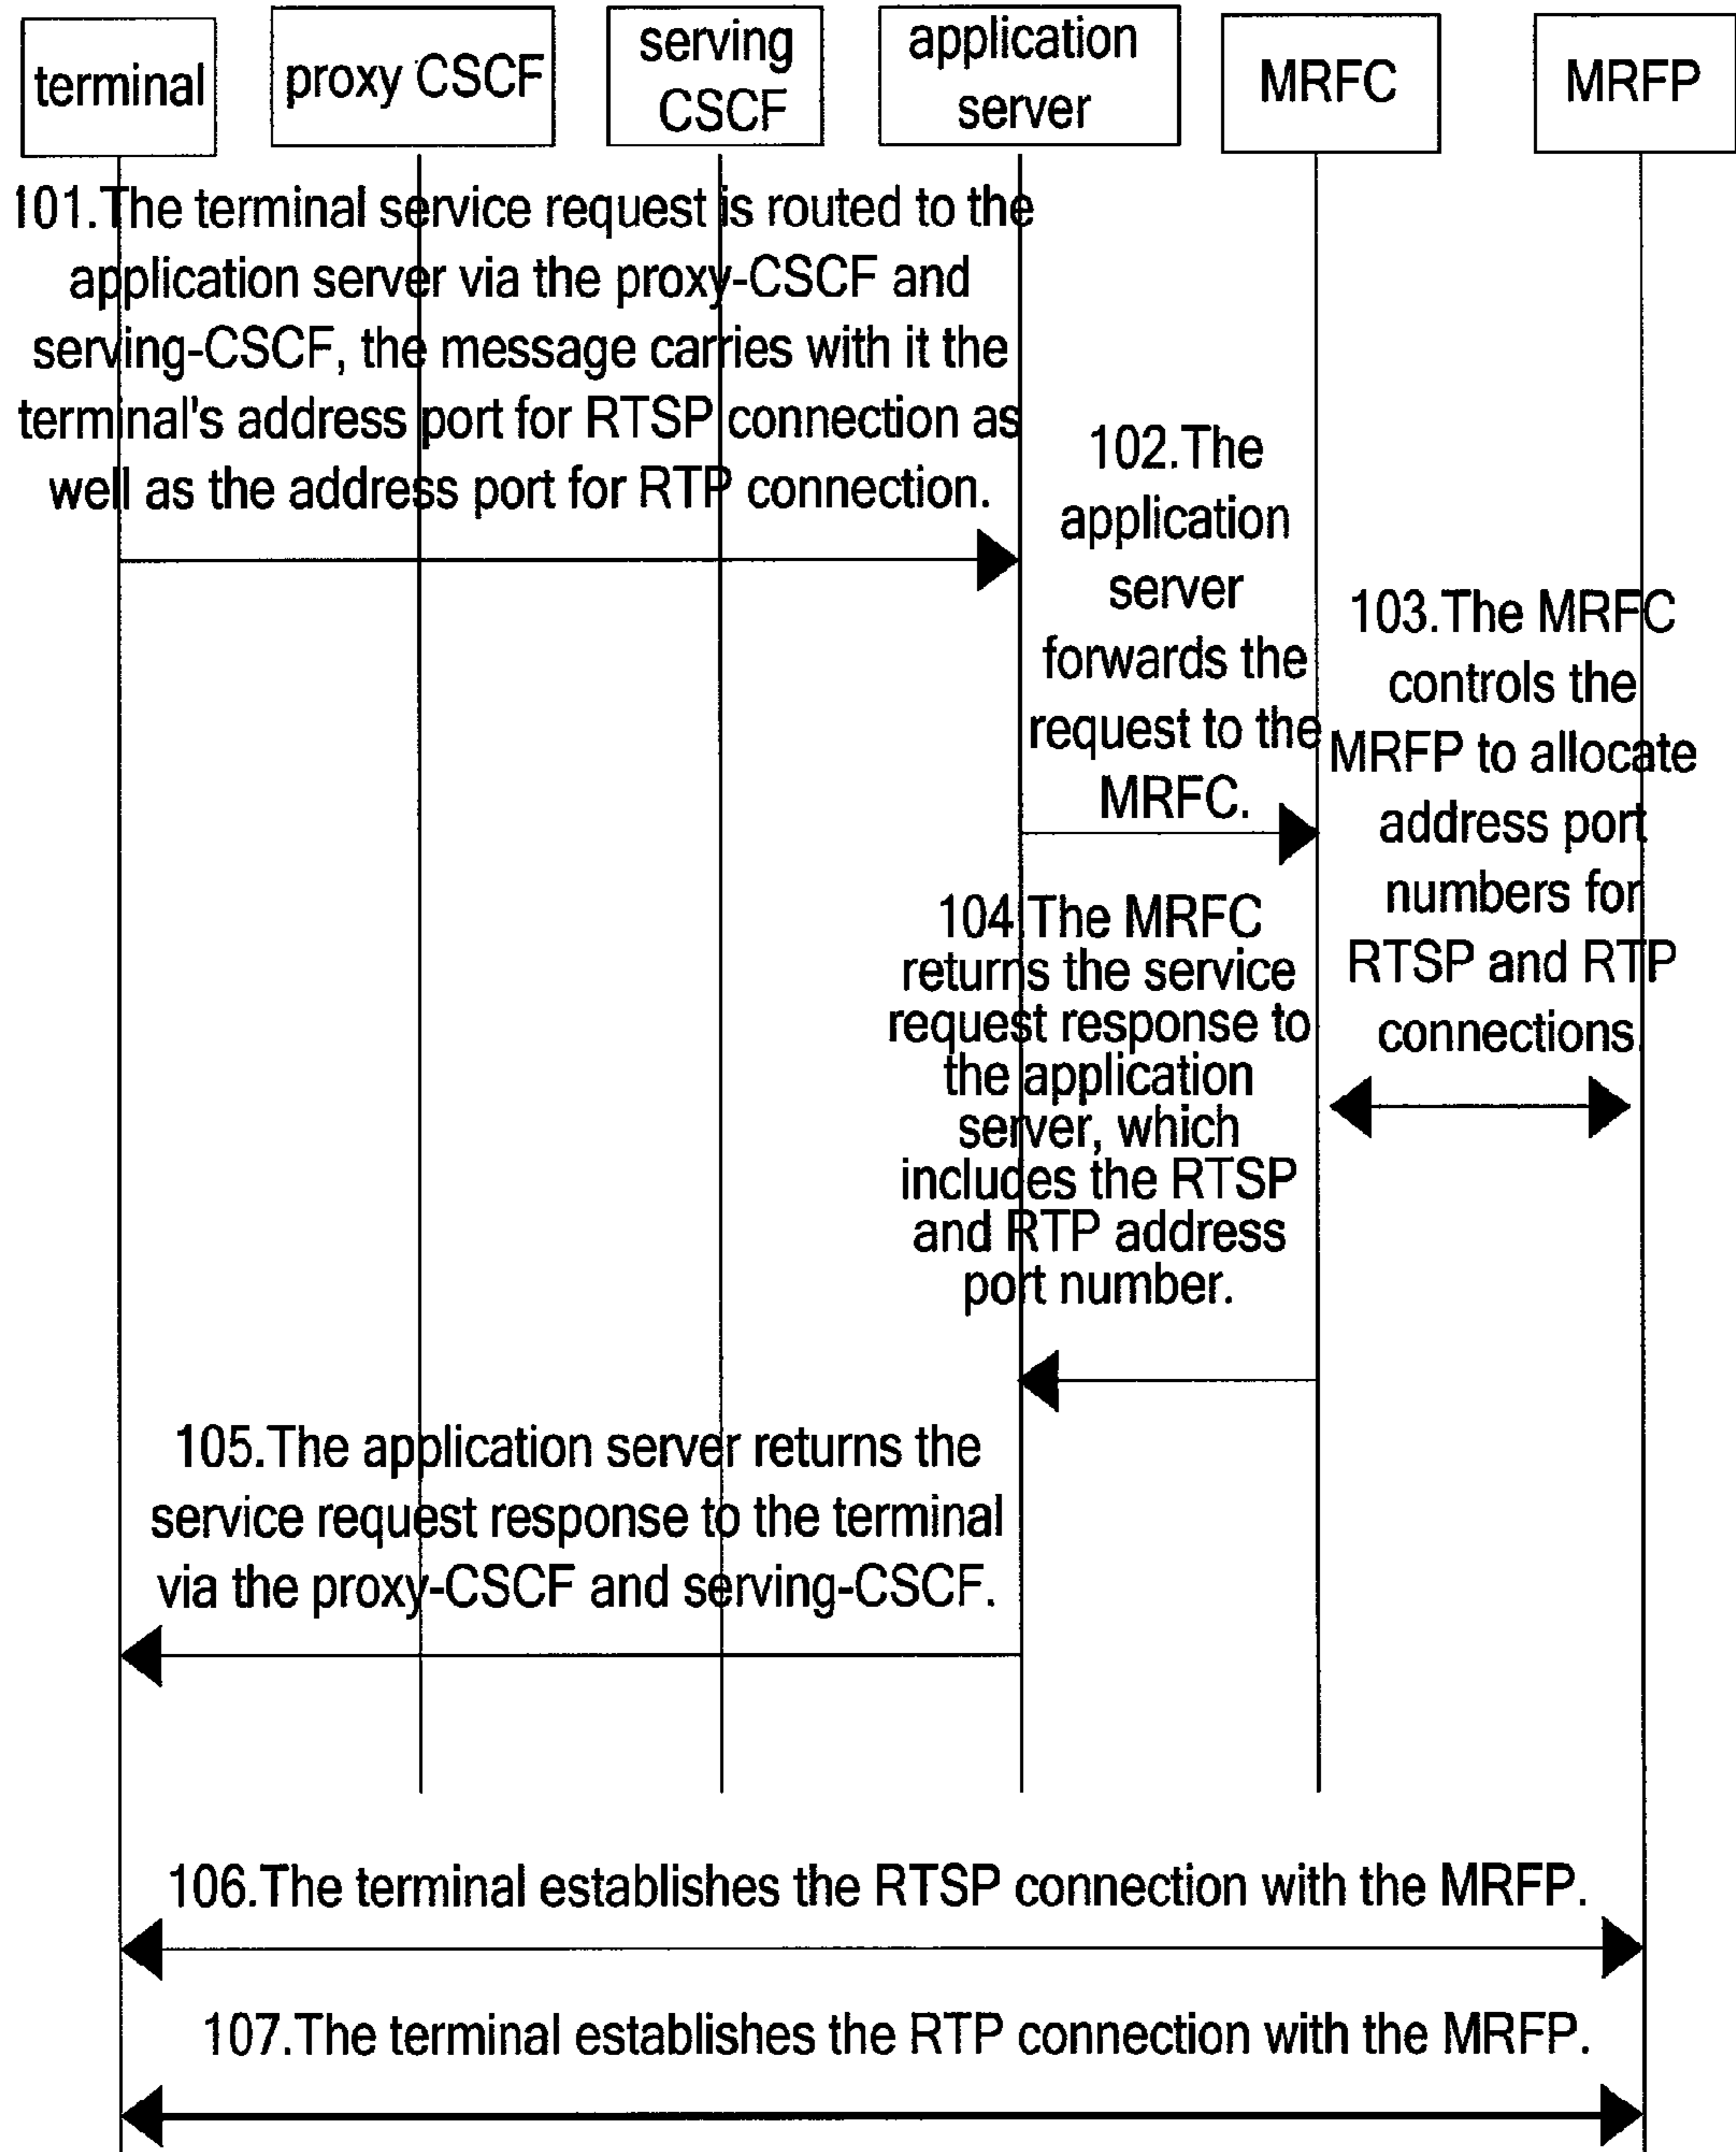 terminal
proxy CSCF
serving
CSCF
application
server
MRFC
MRFP
101.The terminal service request is routed to the
application server via the proxy-CSCF and
serving-CSCF, the message carries with it the
terminal's address port for RTSP connection as
well as the address port for RTP connection.
102.The
application
server
forwards the
request to the
MRFC.
103.The MRFC
controls the
MRFP to allocate
address port
numbers for
RTSP and RTP
connections.
104.The MRFC
returns the service
request response to
the application
server, which
includes the RTSP
and RTP address
port number.
105.The application server returns the
service request response to the terminal
via the proxy-CSCF and serving-CSCF.
106.The terminal establishes the RTSP connection with the MRFP.
107.The terminal establishes the RTP connection with the MRFP.